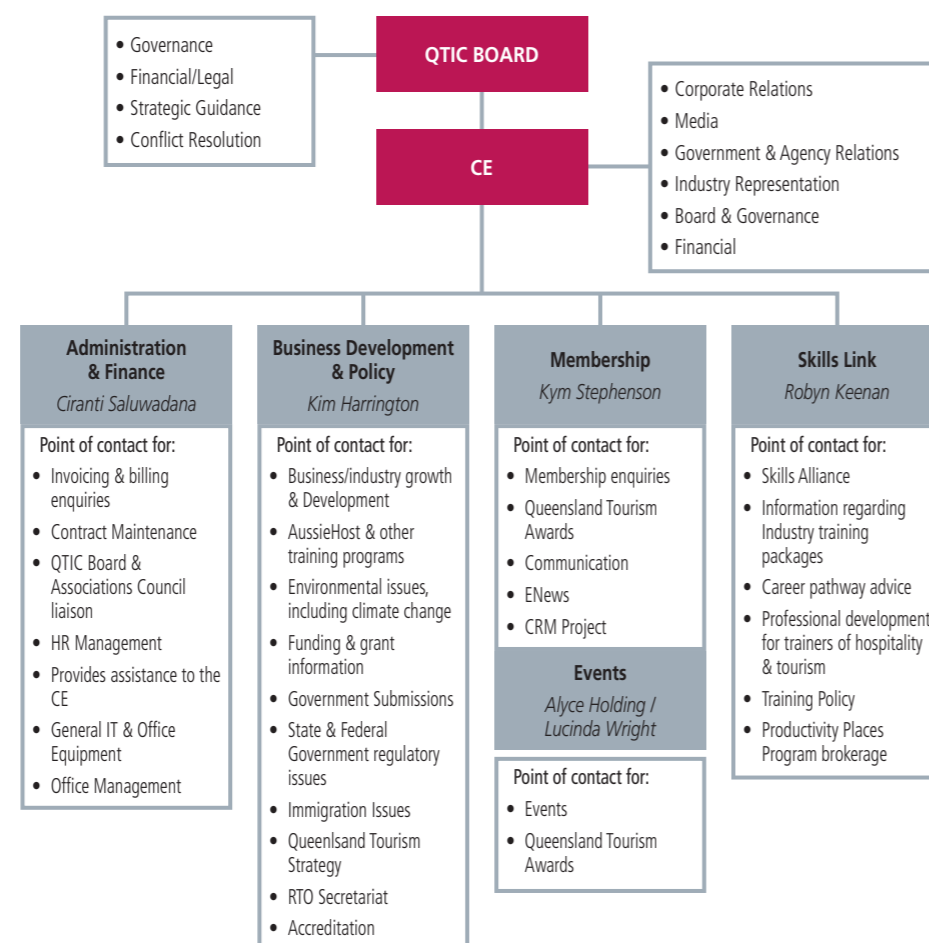 QTIC BOARD
• Governance
• Financial/Legal
• Strategic Guidance
• Conflict Resolution
CE
• Corporate Relations
• Media
• Government & Agency Relations
• Industry Representation
• Board & Governance
• Financial
Administration
& Finance
Ciranti Saluwadana
Point of contact for:
• Invoicing & billing
enquiries
• Contract Maintenance
• QTIC Board &
Associations Council
liaison
• HR Management
• Provides assistance to the
CE
• General IT & Office
Equipment
• Office Management
Business Development
& Policy
Kim Harrington
Point of contact for:
• Business/industry growth
& Development
• AussieHost & other
training programs
• Environmental issues,
including climate change
• Funding & grant
information
• Government Submissions
• State & Federal
Government regulatory
issues
• Immigration Issues
• Queenlsand Tourism
Strategy
• RTO Secretariat
• Accreditation
Membership
Kym Stephenson
Point of contact for:
• Membership enquiries
• Queensland Tourism
Awards
• Communication
• ENews
• CRM Project
Events
Alyce Holding /
Lucinda Wright
Point of contact for:
• Events
• Queensland Tourism
Awards
Skills Link
Robyn Keenan
Point of contact for:
• Skills Alliance
• Information regarding
Industry training
packages
• Career pathway advice
• Professional development
for trainers of hospitality
& tourism
• Training Policy
• Productivity Places
Program brokerage